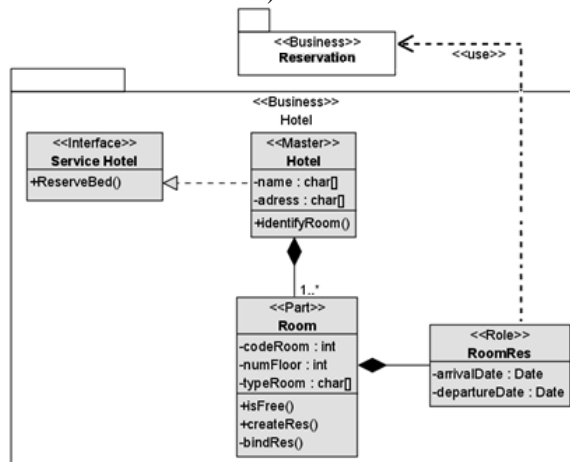 )
<<Business>>
Reservation
<<use>>
<<Business>>
Hotel
<<Interface>>
Service Hotel
+ReserveBed()
<<Master>>
Hotel
-name : char[]
-adress : char[]
+identifyRoom()
1..*
<<Part>>
Room
-codeRoom : int
-numFloor : int
-typeRoom : char[]
+isFree()
+createRes()
-bindRes()
<<Role>>
RoomRes
-arrivalDate : Date
-departureDate : Date